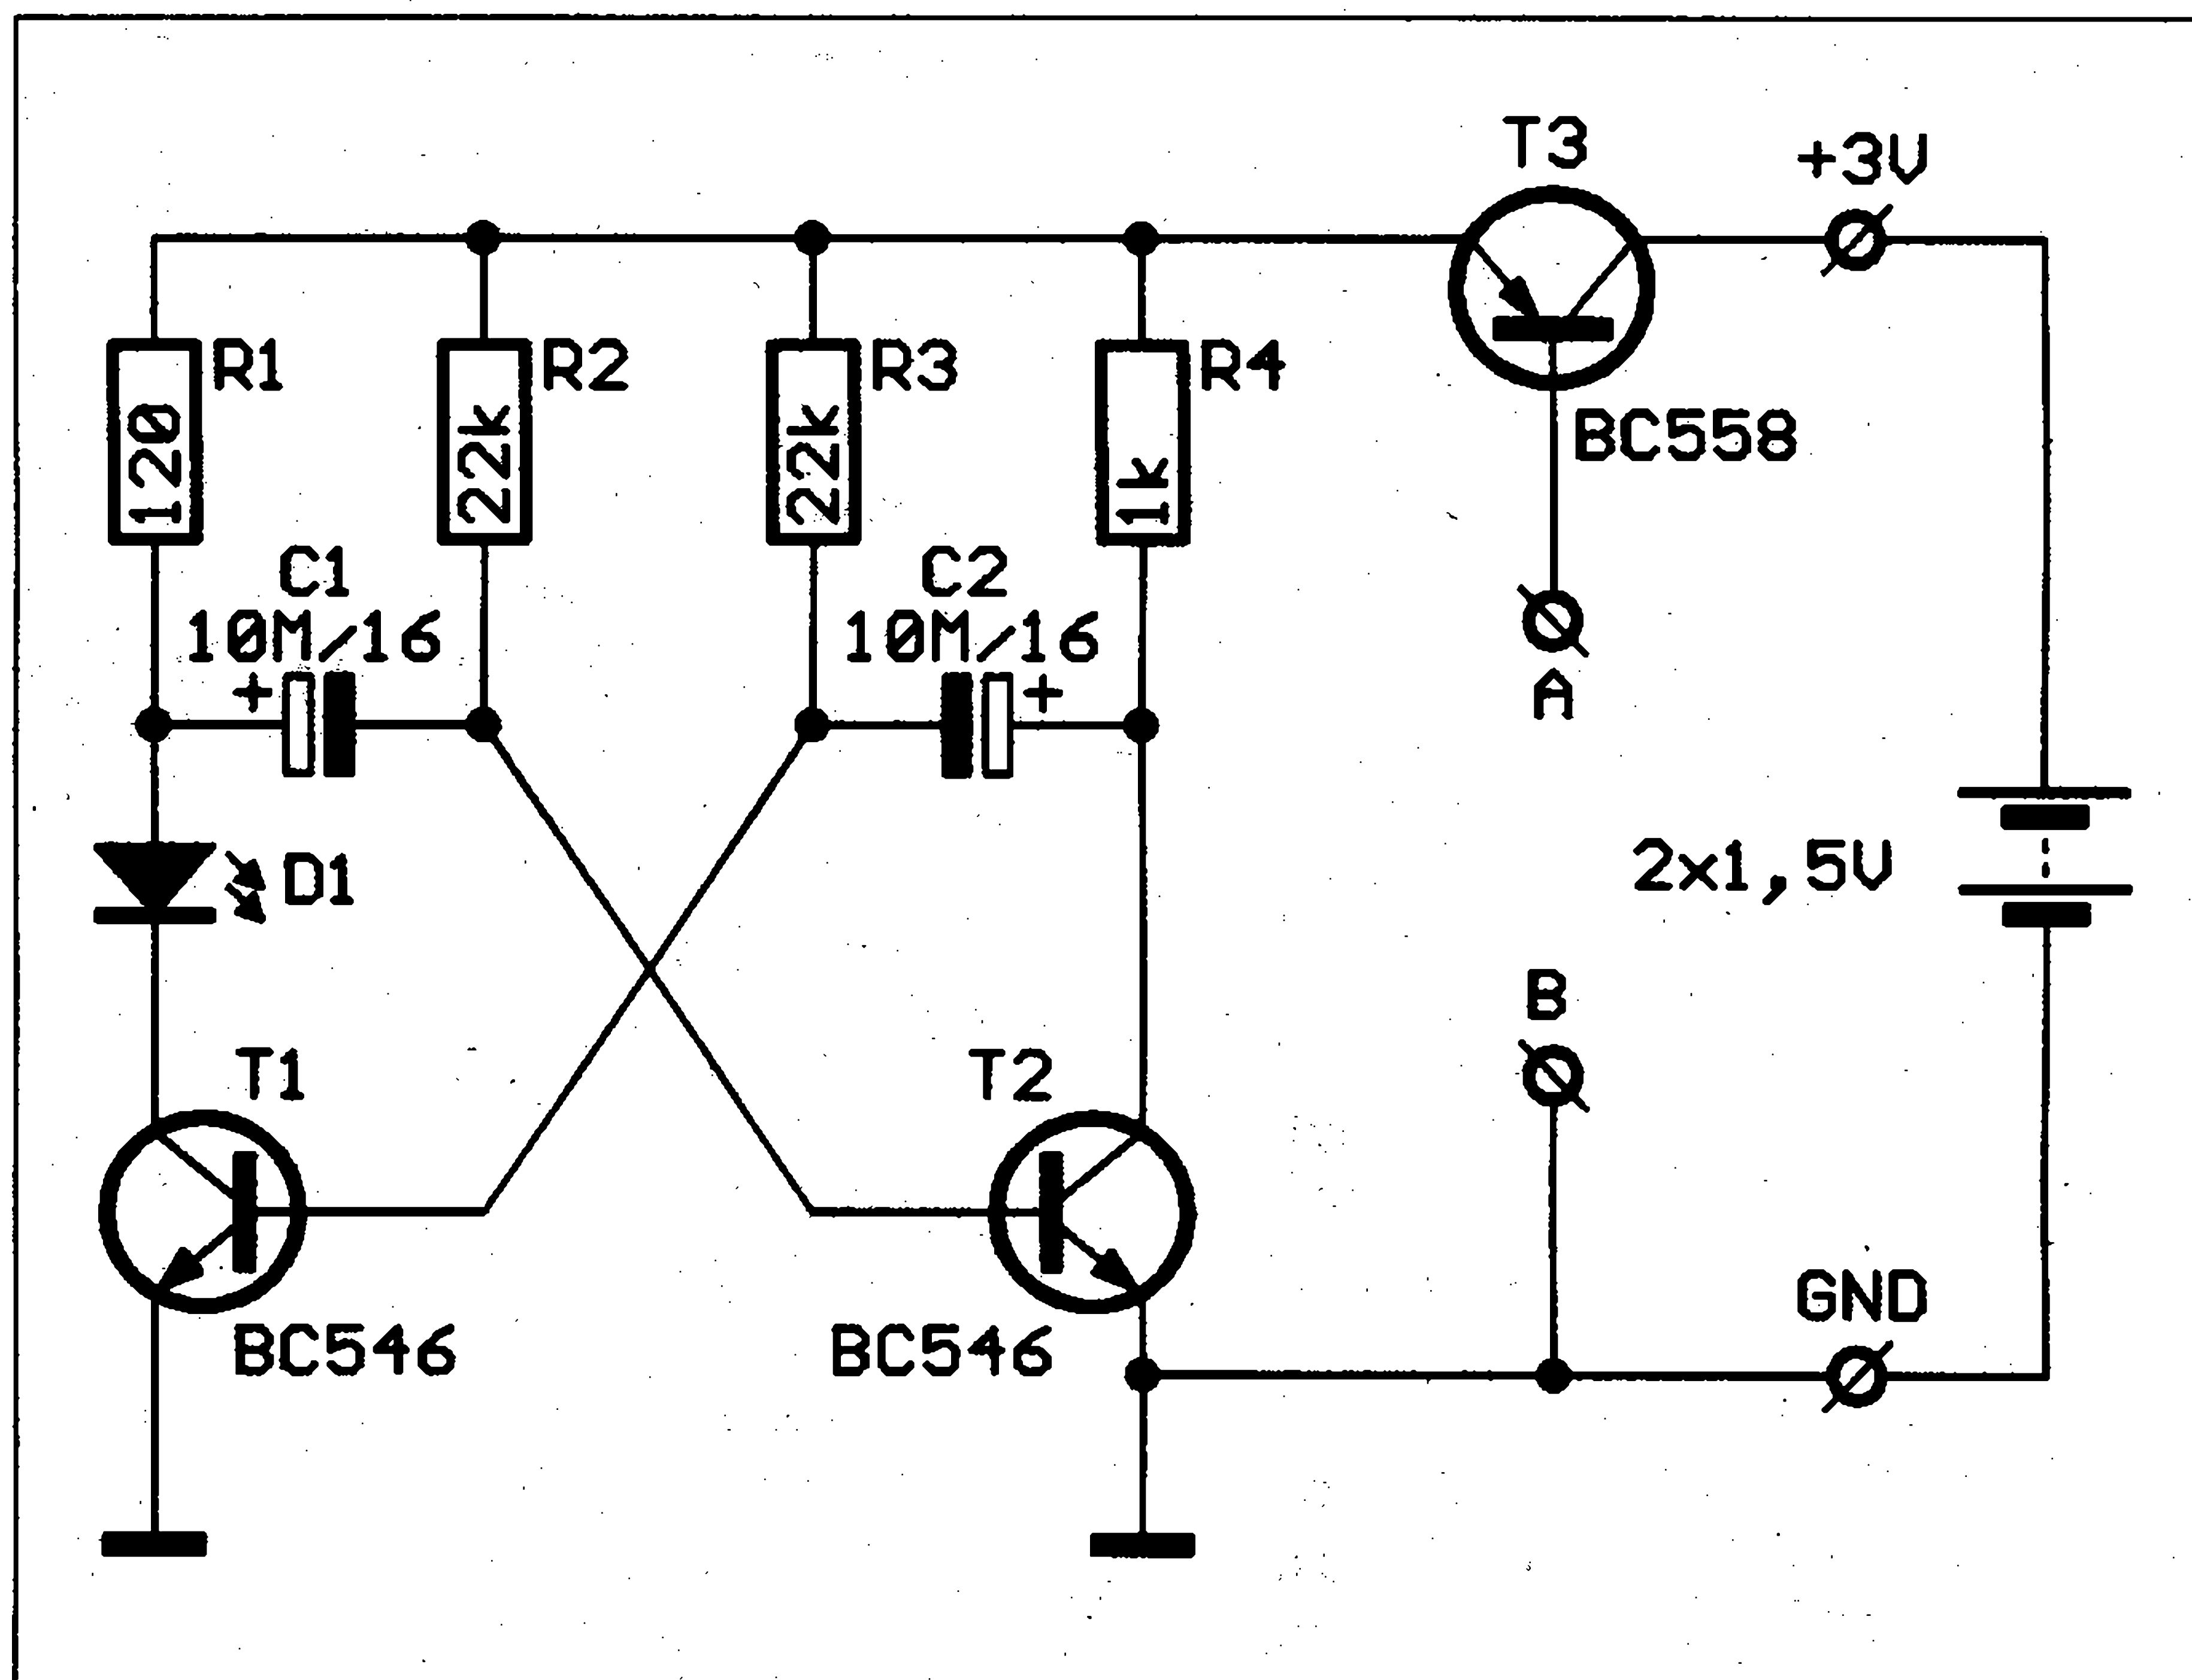 T3
+3V
R1
120
R2
22k
R3
22k
R4
1k
BC558
C1
10M/16
+
C2
10M/16
+
A
D1
2x1,5V
B
T1
T2
GND
BC546
BC546